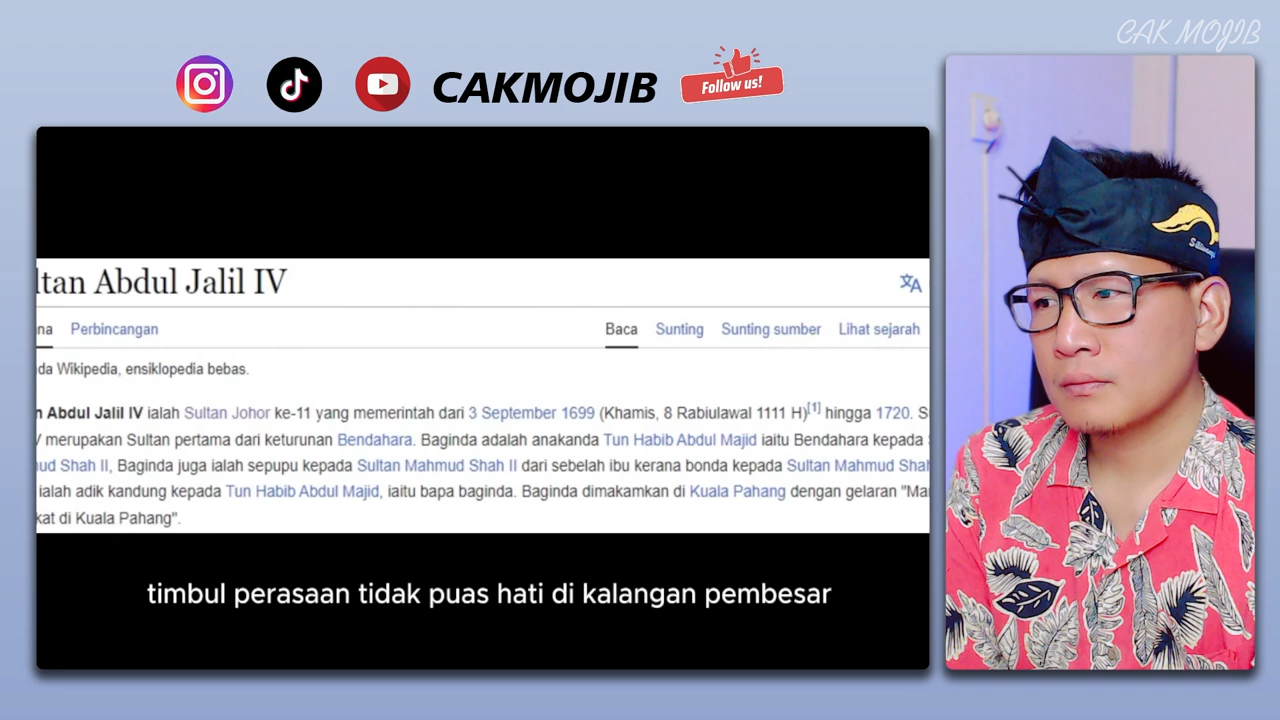 CAK MOJIB
CAKMOJIB
Follow us!
ltan Abdul Jalil IV
na Perbincangan Baca Sunting Sunting sumber Lihat sejarah
da Wikipedia, ensiklopedia bebas.
n Abdul Jalil IV ialah Sultan Johor ke-11 yang memerintah dari 3 September 1699 (Khamis, 8 Rabiulawal 1111 H)[1] hingga 1720. S
V merupakan Sultan pertama dari keturunan Bendahara. Baginda adalah anakanda Tun Habib Abdul Majid iaitu Bendahara kepada
mud Shah II, Baginda juga ialah sepupu kepada Sultan Mahmud Shah II dari sebelah ibu kerana bonda kepada Sultan Mahmud Shah
ialah adik kandung kepada Tun Habib Abdul Majid, iaitu bapa baginda. Baginda dimakamkan di Kuala Pahang dengan gelaran "Ma
kat di Kuala Pahang".
timbul perasaan tidak puas hati di kalangan pembesar